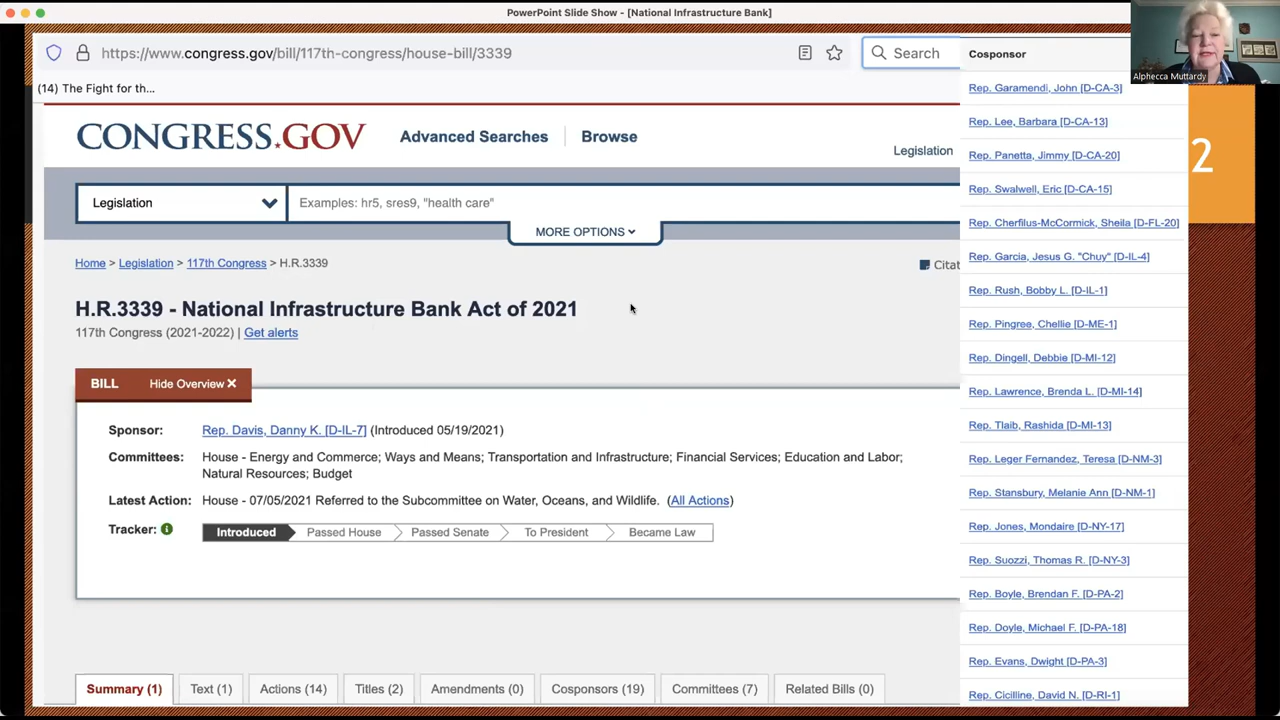 PowerPoint Slide Show - [National Infrastructure Bank]
https://www.congress.gov/bill/117th-congress/house-bill/3339
Search
(14) The Fight for th...
CONGRESS.GOV
Advanced Searches
Browse
Legislation
Legislation
Examples: hr5, sres9, "health care"
MORE OPTIONS
Home > Legislation > 117th Congress > H.R.3339
Citat
H.R.3339 - National Infrastructure Bank Act of 2021
117th Congress (2021-2022) | Get alerts
BILL
Hide Overview ×
Sponsor: Rep. Davis, Danny K. [D-IL-7] (Introduced 05/19/2021)
Committees: House - Energy and Commerce; Ways and Means; Transportation and Infrastructure; Financial Services; Education and Labor;
Natural Resources; Budget
Latest Action: House - 07/05/2021 Referred to the Subcommittee on Water, Oceans, and Wildlife. (All Actions)
Tracker: Introduced Passed House Passed Senate To President Became Law
Summary (1)
Text (1)
Actions (14)
Titles (2)
Amendments (0)
Cosponsors (19)
Committees (7)
Related Bills (0)
Cosponsor
Rep. Garamendi, John [D-CA-3]
Rep. Lee, Barbara [D-CA-13]
Rep. Panetta, Jimmy [D-CA-20]
Rep. Swalwell, Eric [D-CA-15]
Rep. Cherfilus-McCormick, Sheila [D-FL-20]
Rep. Garcia, Jesus G. "Chuy" [D-IL-4]
Rep. Rush, Bobby L. [D-IL-1]
Rep. Pingree, Chellie [D-ME-1]
Rep. Dingell, Debbie [D-MI-12]
Rep. Lawrence, Brenda L. [D-MI-14]
Rep. Tlaib, Rashida [D-MI-13]
Rep. Leger Fernandez, Teresa [D-NM-3]
Rep. Stansbury, Melanie Ann [D-NM-1]
Rep. Jones, Mondaire [D-NY-17]
Rep. Suozzi, Thomas R. [D-NY-3]
Rep. Boyle, Brendan F. [D-PA-2]
Rep. Doyle, Michael F. [D-PA-18]
Rep. Evans, Dwight [D-PA-3]
Rep. Cicilline, David N. [D-RI-1]
Alphecca Muttardy
2